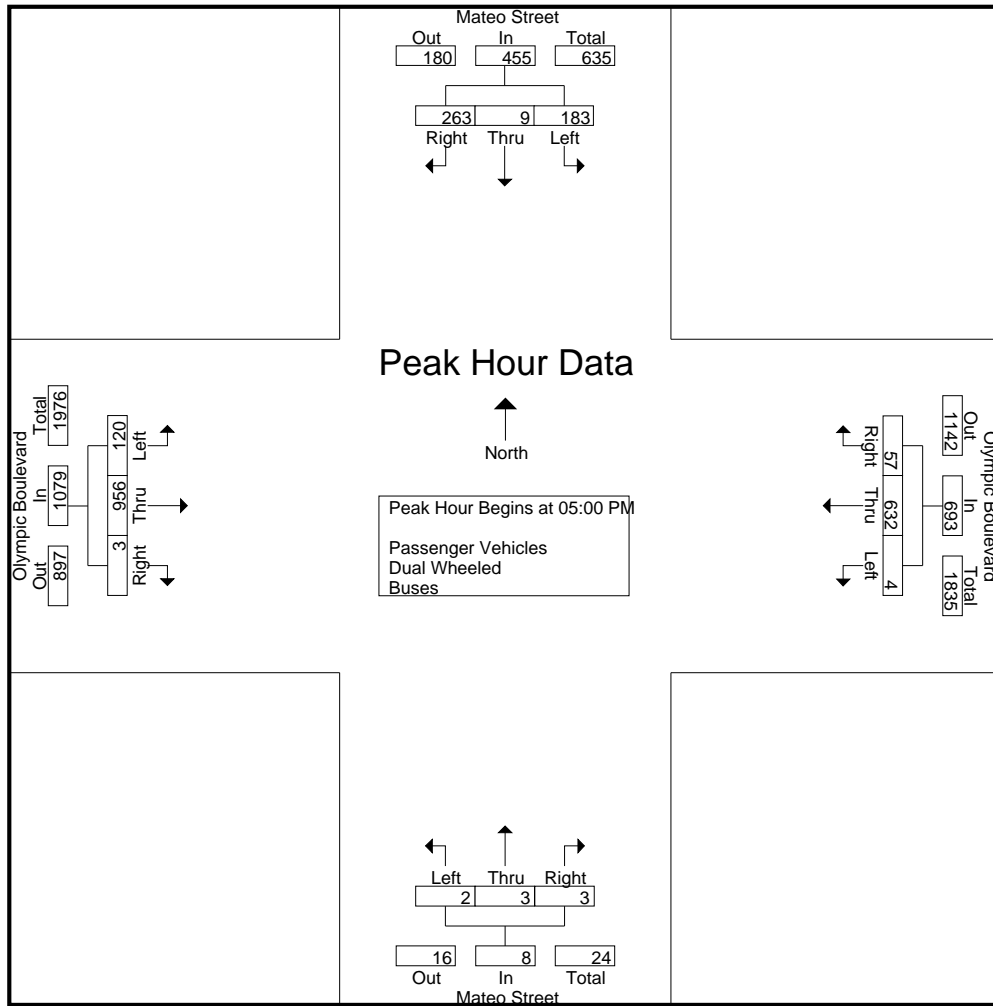 Mateo Street
Out In Total
180 455 635
263 9 183
Right Thru Left
Peak Hour Data
North
Peak Hour Begins at 05:00 PM
Passenger Vehicles
Dual Wheeled
Buses
Olympic Boulevard
Out In Total
897 1079 1976
Right Thru Left
3 956 120
Olympic Boulevard
Out In Total
1142 693 1835
Right Thru Left
57 632 4
Left Thru Right
2 3 3
16 8 24
Out In Total
Mateo Street